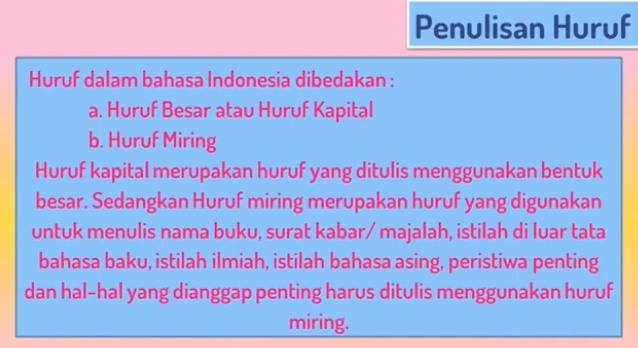 Penulisan Huruf
Huruf dalam bahasa Indonesia dibedakan :
a. Huruf Besar atau Huruf Kapital
b. Huruf Miring
Huruf kapital merupakan huruf yang ditulis menggunakan bentuk
besar. Sedangkan Huruf miring merupakan huruf yang digunakan
untuk menulis nama buku, surat kabar/ majalah, istilah di luar tata
bahasa baku, istilah ilmiah, istilah bahasa asing, peristiwa penting
dan hal-hal yang dianggap penting harus ditulis menggunakan huruf
miring.